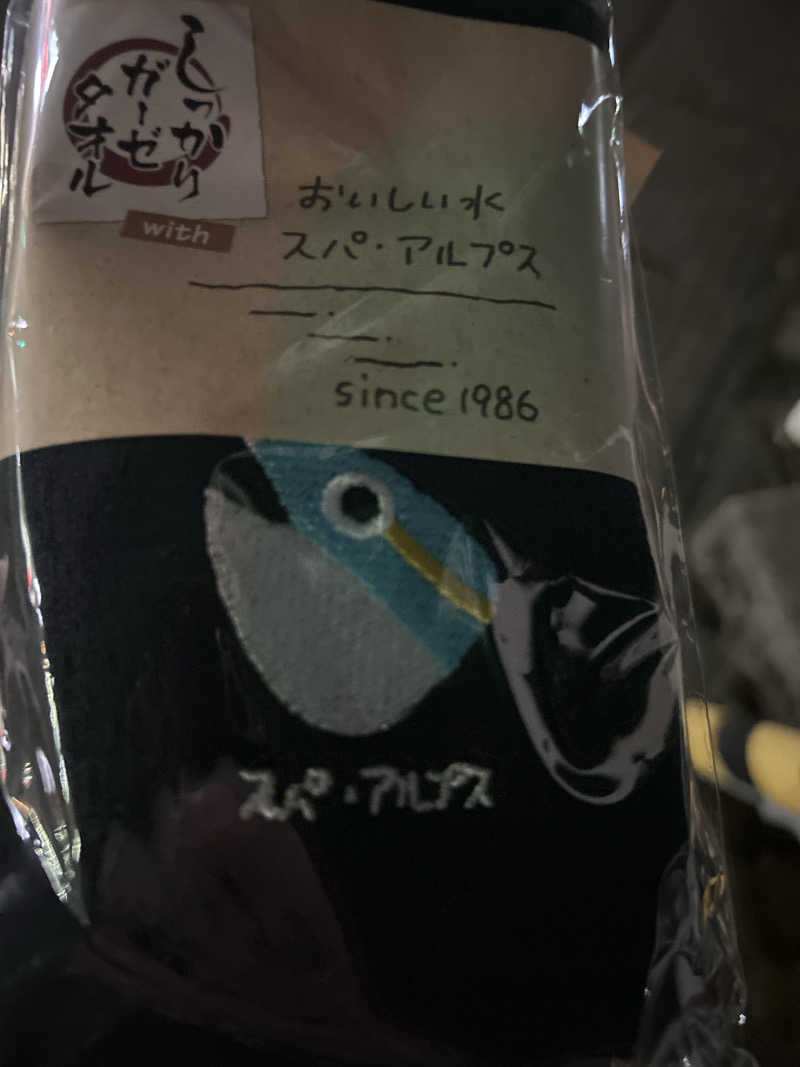 しっかり
ガーゼ
タオル
with
おいしい水
スパ・アルプス
since 1986
スパ・アルプス